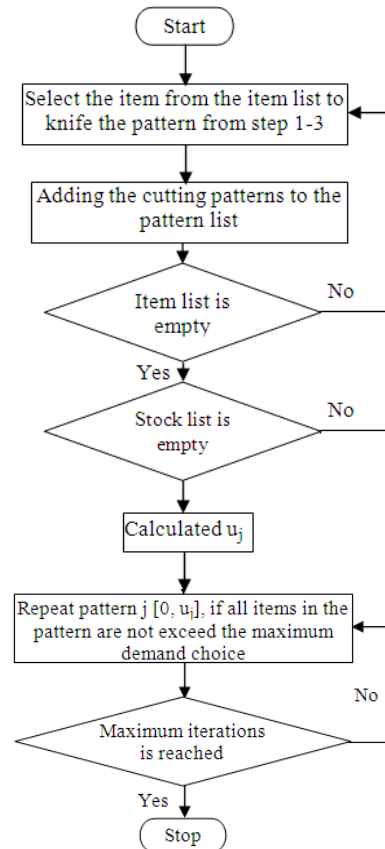 Start
Select the item from the item list to
knife the pattern from step 1-3
Adding the cutting patterns to the
pattern list
Item list is
empty
No
Yes
Stock list is
empty
No
Calculated uj
Repeat pattern j [0, uj], if all items in the
pattern are not exceed the maximum
demand choice
No
Maximum iterations
is reached
Yes
Stop